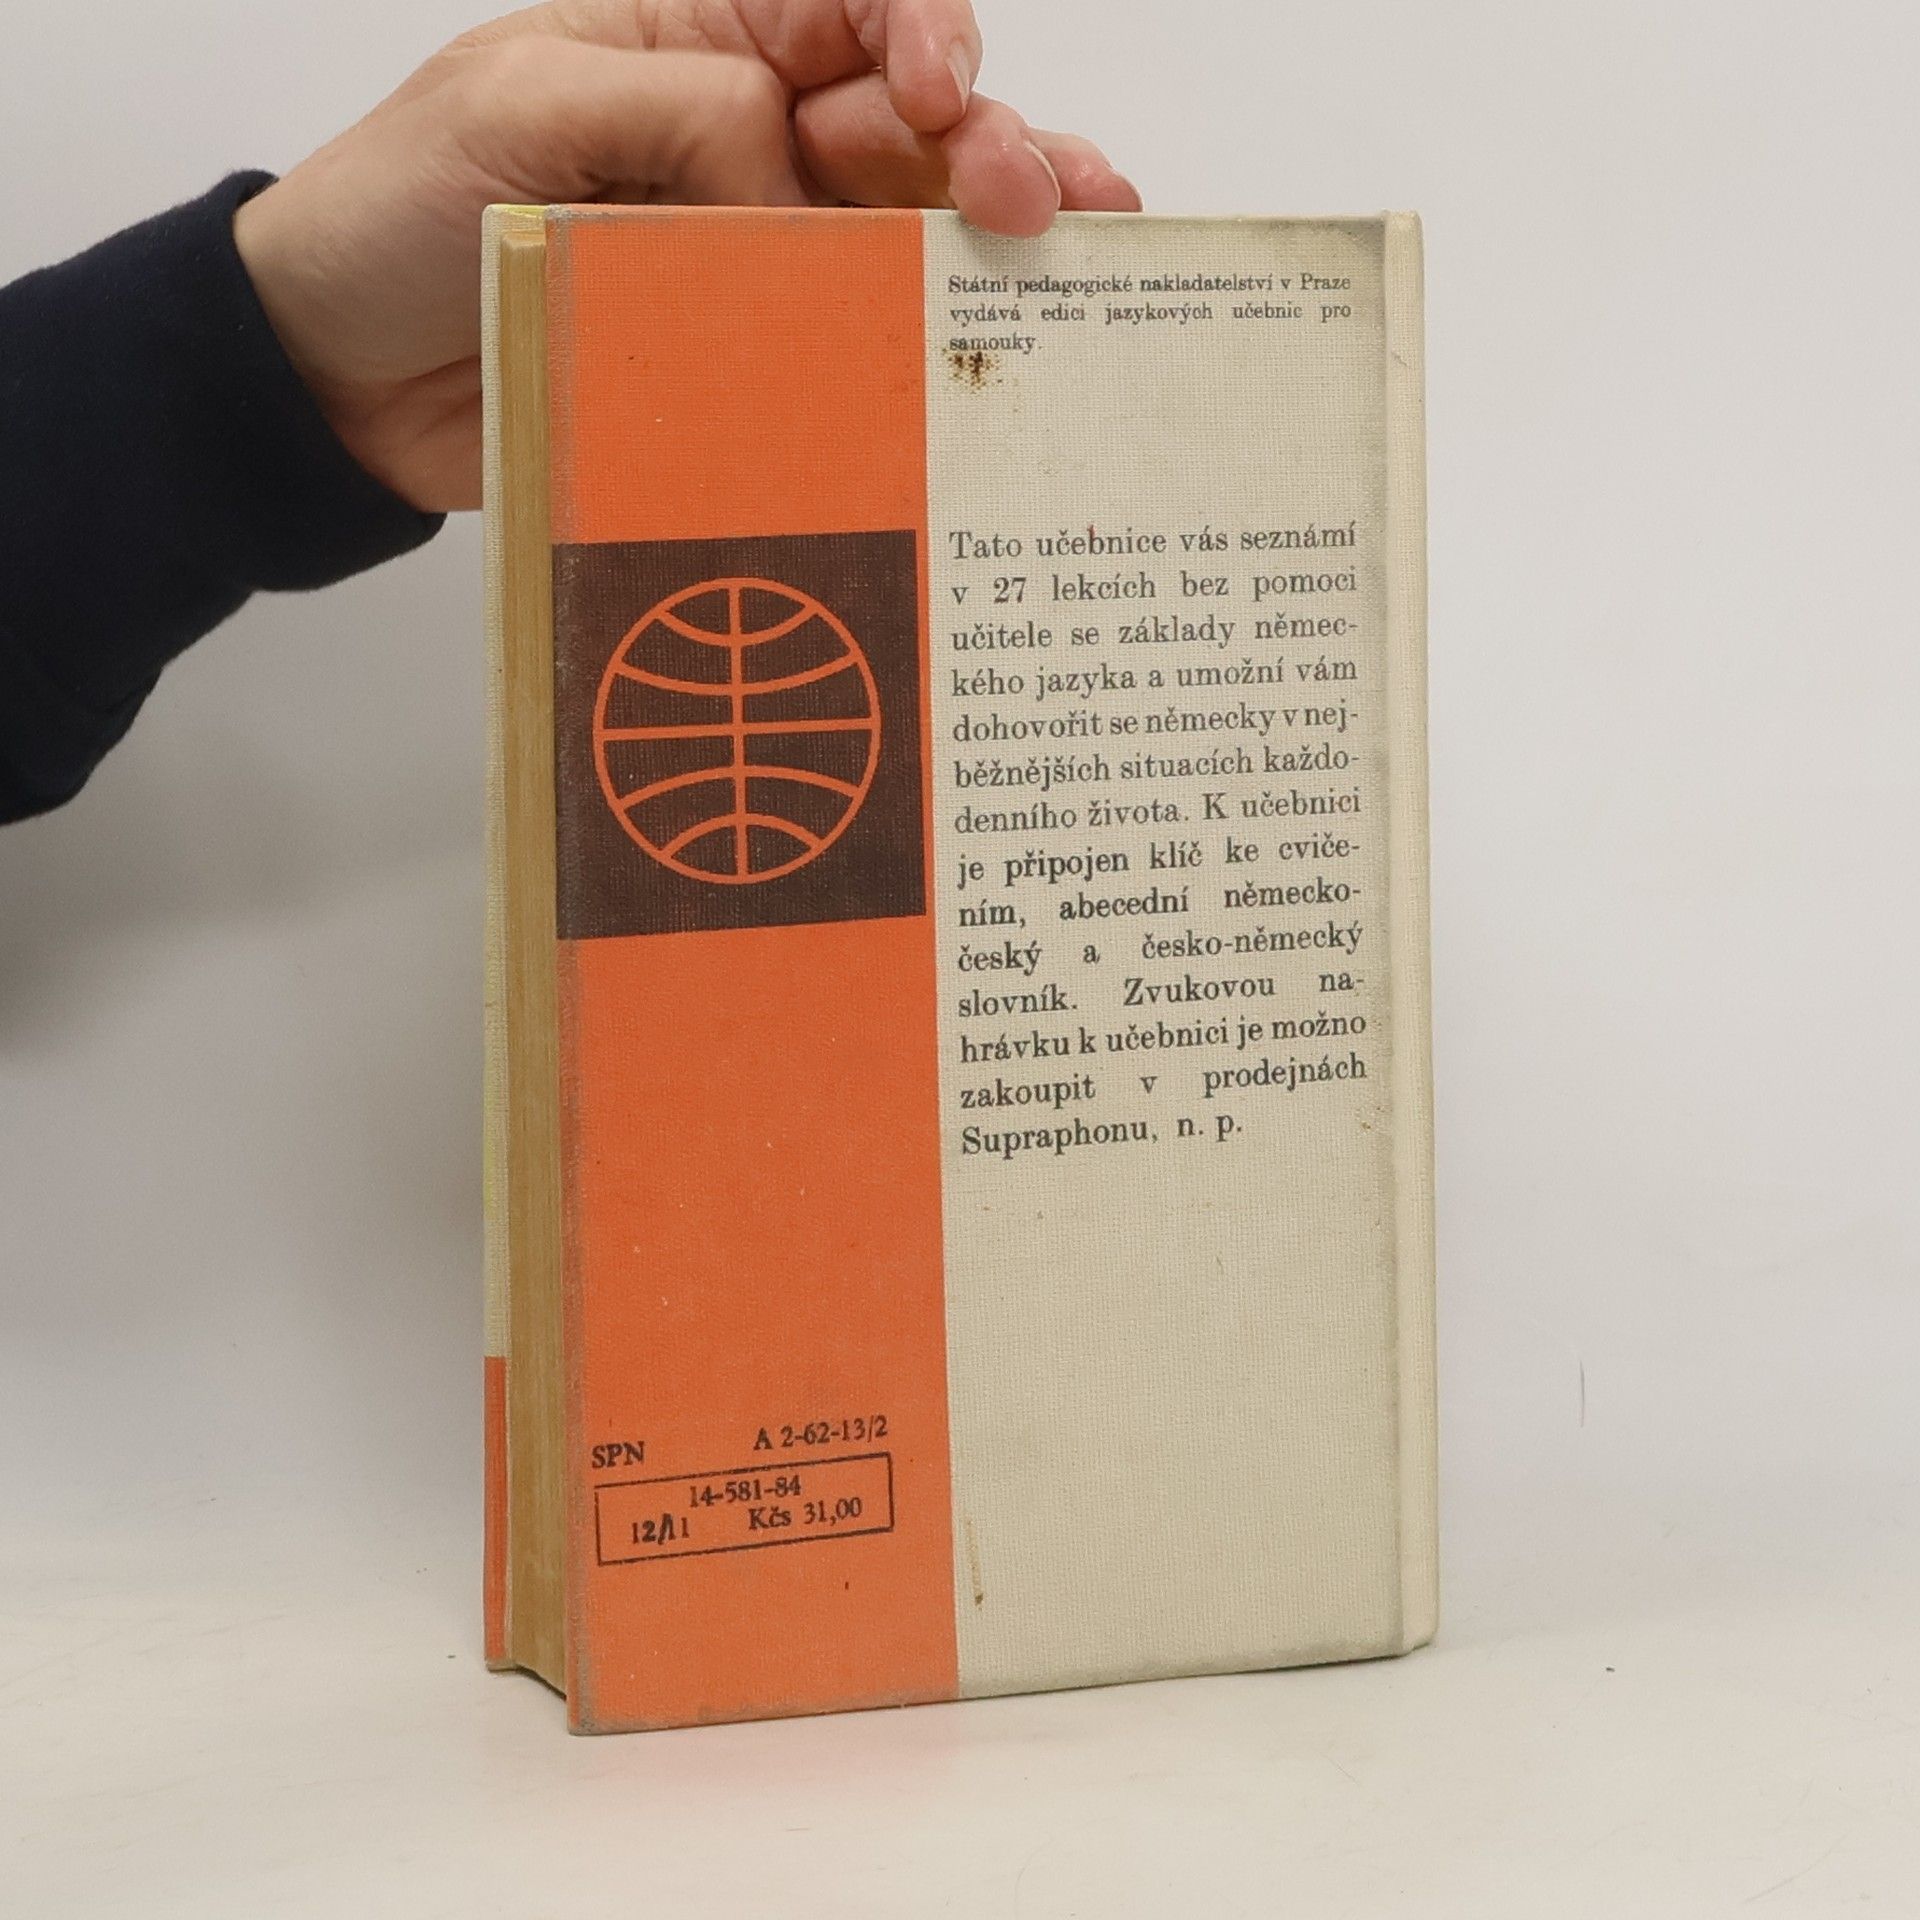 Státní pedagogické nakladatelství v Praze
vydává edici jazykových učebnic pro
samouky.
Tato učebnice vás seznámí
v 27 lekcích bez pomoci
učitele se základy němec-
kého jazyka a umožní vám
dohovořit se německy v nej-
běžnějších situacích každo-
denního života. K učebnici
je připojen klíč ke cviče-
ním, abecední německo-
český a česko-německý
slovník. Zvukovou na-
hrávku k učebnici je možno
zakoupit v prodejnách
Supraphonu, n. p.
SPN A 2-62-13/2
14-581-84
12/11 Kčs 31,00